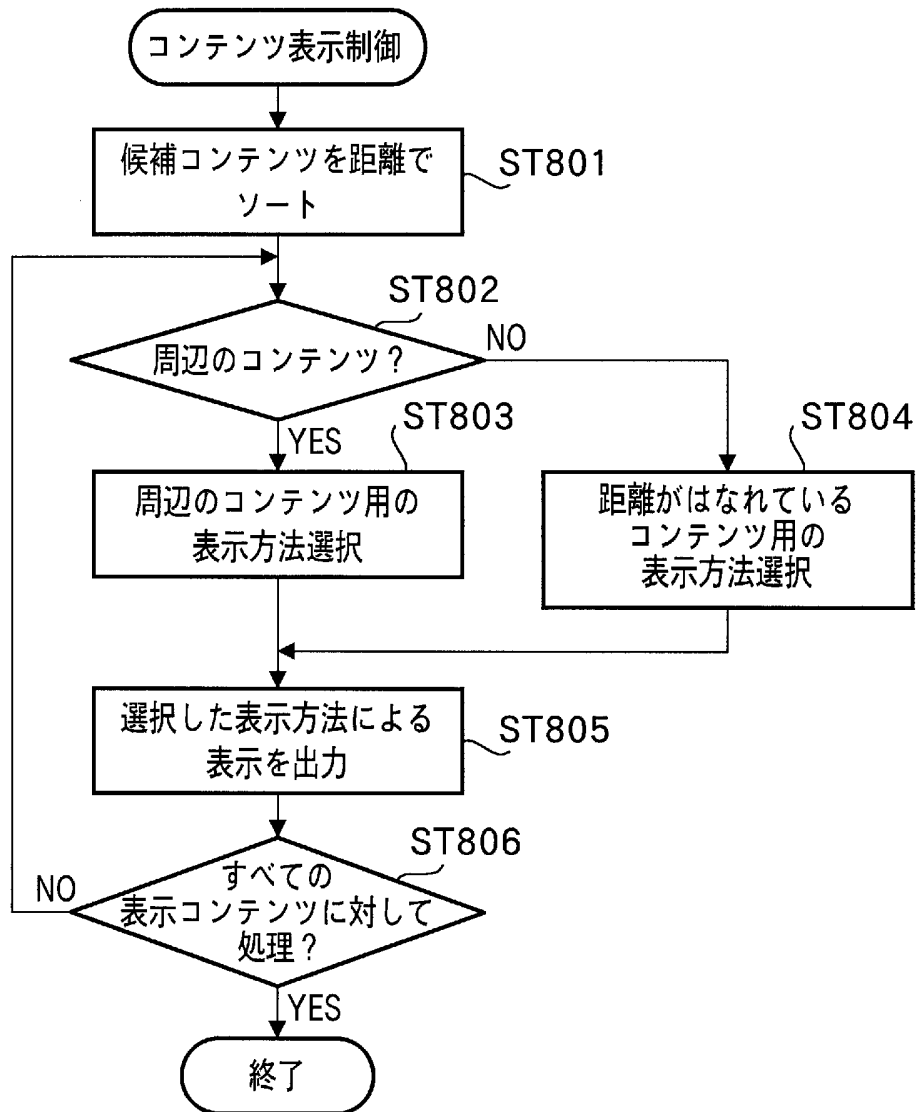 コンテンツ表示制御
候補コンテンツを距離で
ソート
ST801
ST802
周辺のコンテンツ？
NO
YES
ST803
周辺のコンテンツ用の
表示方法選択
ST804
距離がはなれている
コンテンツ用の
表示方法選択
選択した表示方法による
表示を出力
ST805
ST806
すべての
表示コンテンツに対して
処理？
NO
YES
終了